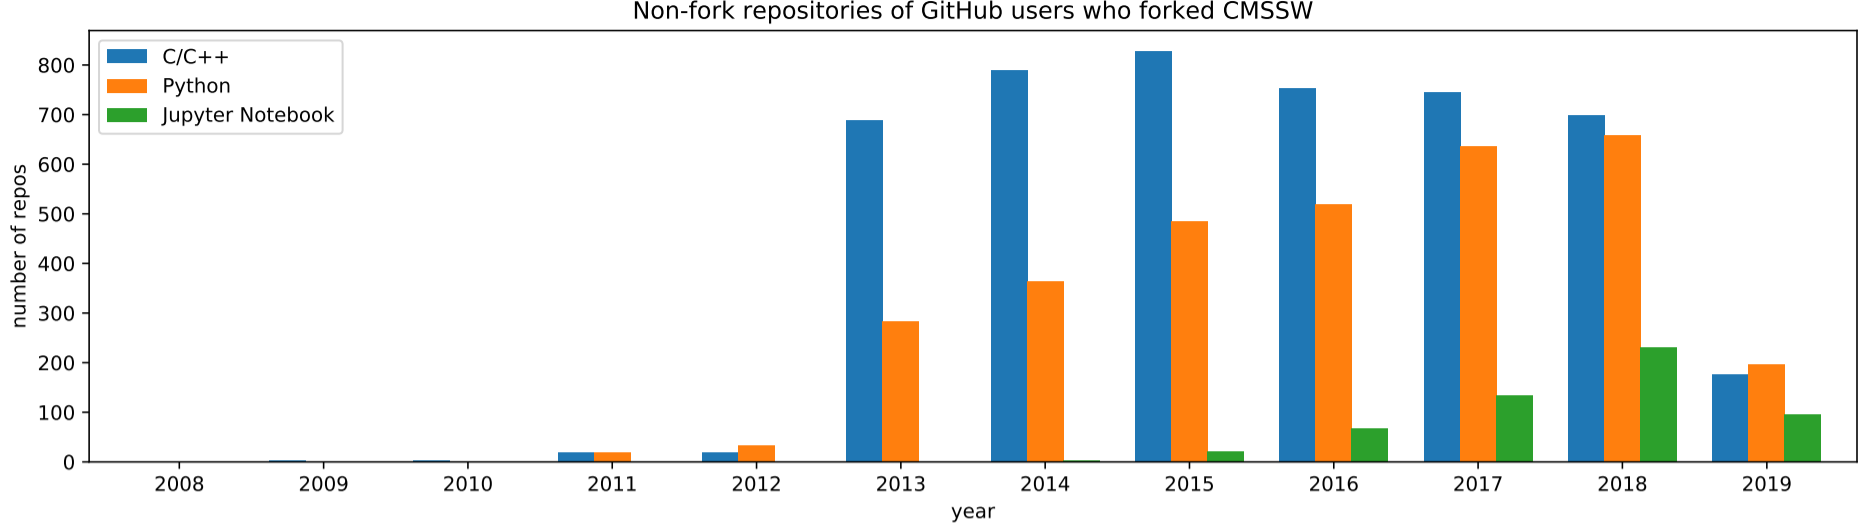 Non-fork repositories of GitHub users who forked CMSSW
C/C++
Python
Jupyter Notebook
number of repos
800
700
600
500
400
300
200
100
0
2008 2009 2010 2011 2012 2013 2014 2015 2016 2017 2018 2019
year